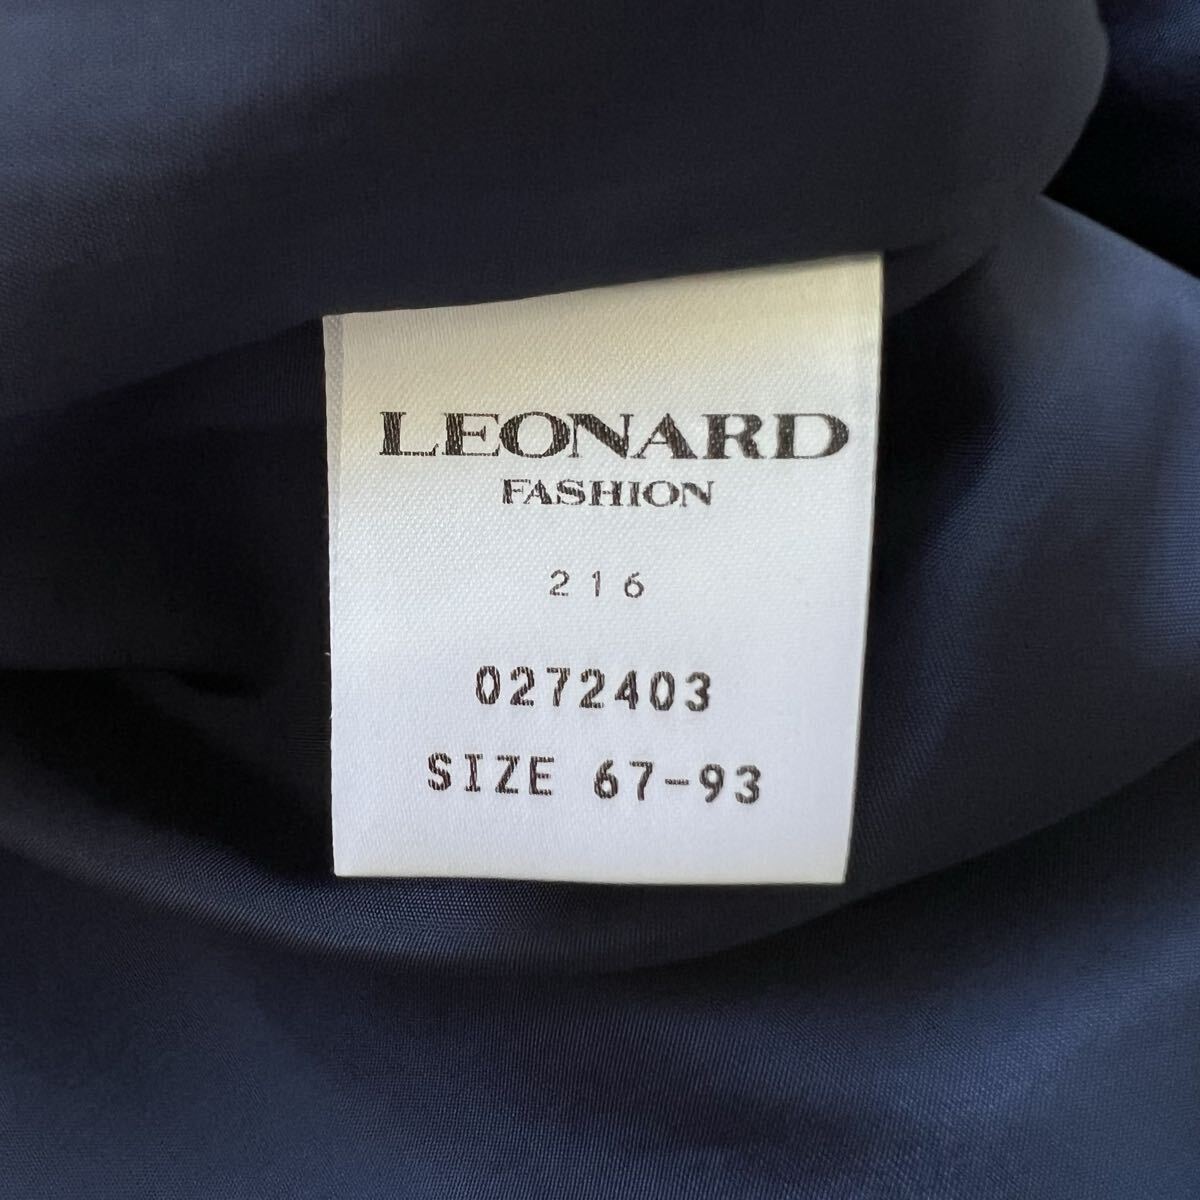 LEONARD
FASHION
216
0272403
SIZE 67-93